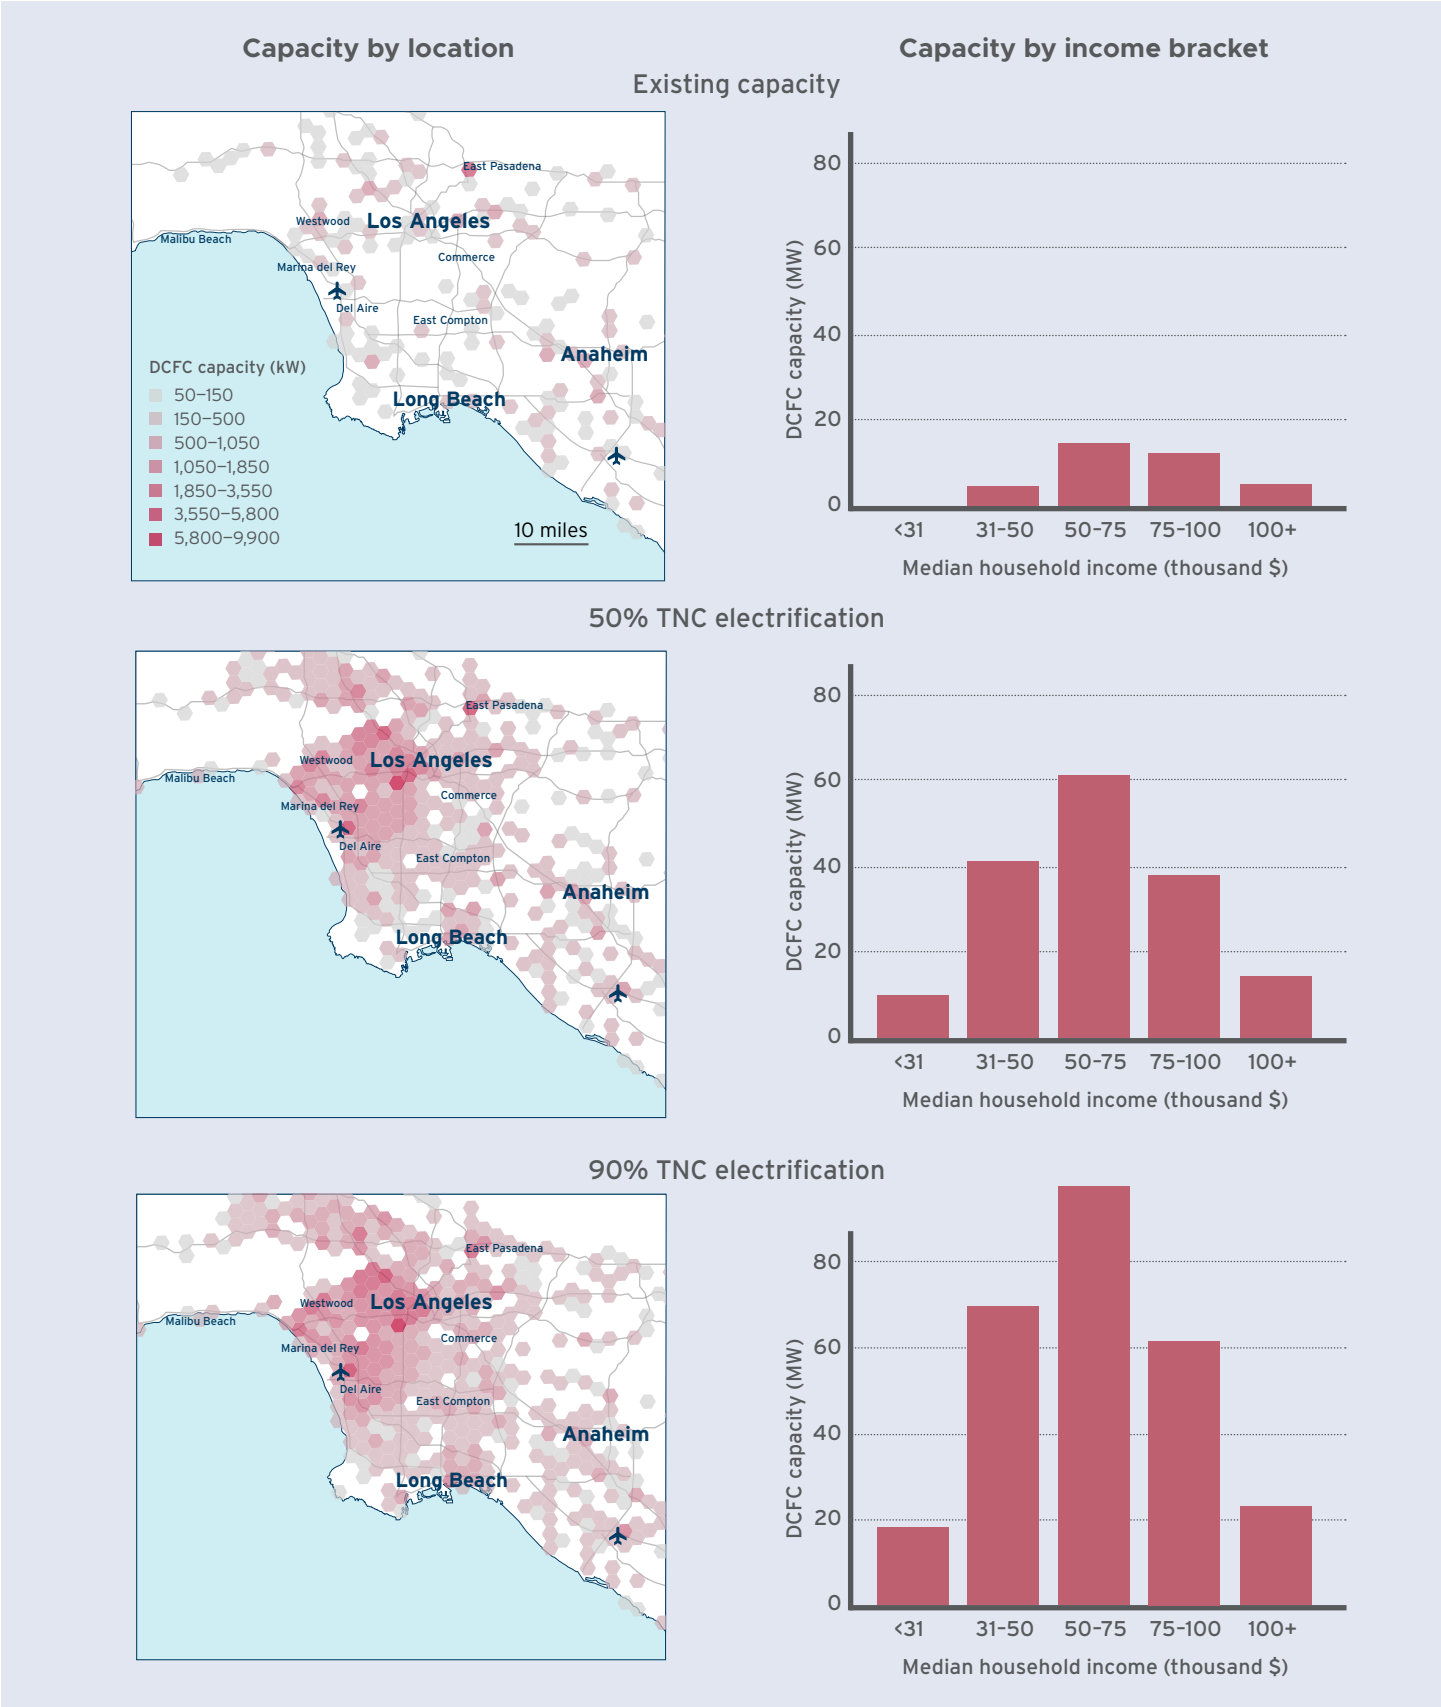 Capacity by location
Capacity by income bracket
Existing capacity
East Pasadena
Westwood
Los Angeles
Malibu Beach
Commerce
Marina del Rey
Del Aire
East Compton
Anaheim
Long Beach
DCFC capacity (kW)
50–150
150–500
500–1,050
1,050–1,850
1,850–3,550
3,550–5,800
5,800–9,900
10 miles
DCFC capacity (MW)
80
60
40
20
0
<31 31–50 50–75 75–100 100+
Median household income (thousand $)
50% TNC electrification
East Pasadena
Westwood
Los Angeles
Malibu Beach
Commerce
Marina del Rey
Del Aire
East Compton
Anaheim
Long Beach
DCFC capacity (MW)
80
60
40
20
0
<31 31–50 50–75 75–100 100+
Median household income (thousand $)
90% TNC electrification
East Pasadena
Westwood
Los Angeles
Malibu Beach
Commerce
Marina del Rey
Del Aire
East Compton
Anaheim
Long Beach
DCFC capacity (MW)
80
60
40
20
0
<31 31–50 50–75 75–100 100+
Median household income (thousand $)